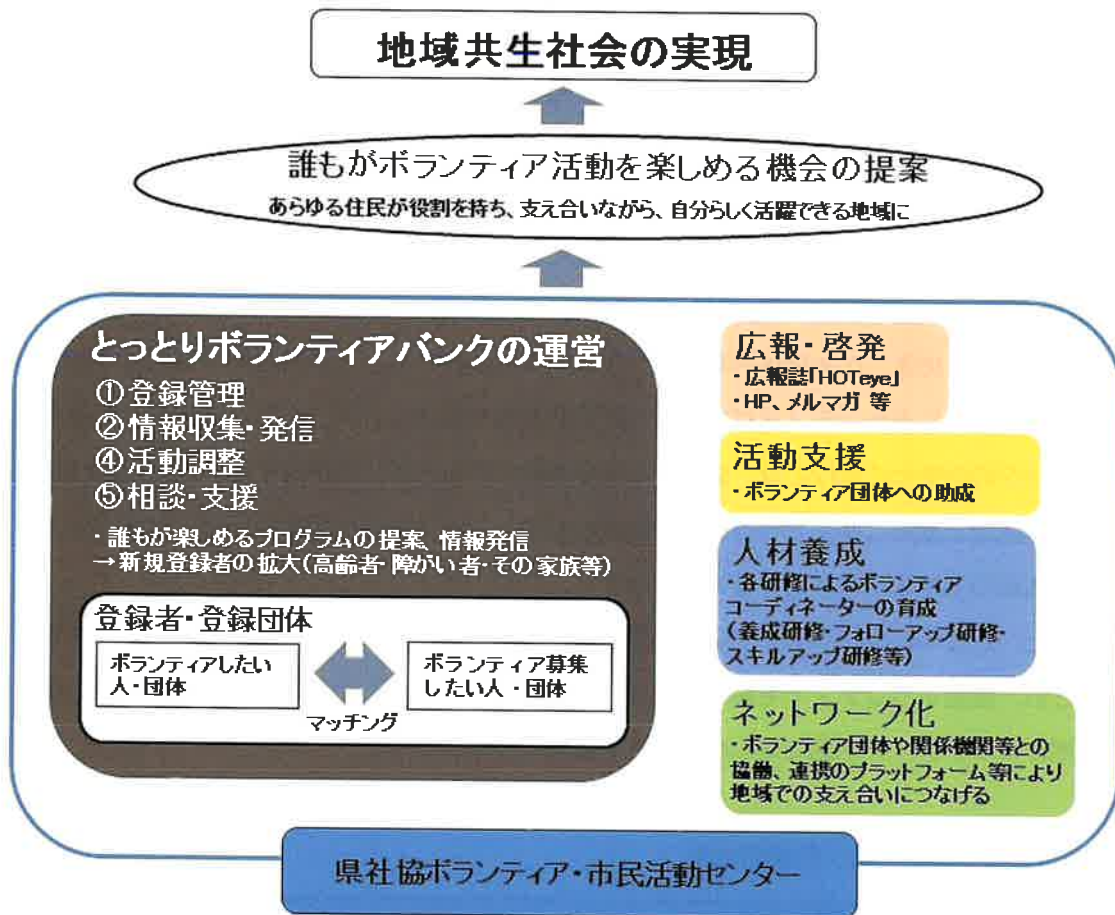 地域共生社会の実現
誰もがボランティア活動を楽しめる機会の提案
あらゆる住民が役割を持ち、支え合いながら、自分らしく活躍できる地域に
とっとりボランティアバンクの運営
①登録管理
②情報収集・発信
④活動調整
⑤相談・支援
・誰もが楽しめるプログラムの提案、情報発信
→新規登録者の拡大(高齢者・障がい者・その家族等)
登録者・登録団体
ボランティアしたい
人・団体
ボランティア募集
したい人・団体
マッチング
広報・啓発
・広報誌「HOTeye」
・HP、メルマガ 等
活動支援
・ボランティア団体への助成
人材養成
・各研修によるボランティア
コーディネーターの育成
(養成研修・フォローアップ研修・
スキルアップ研修等)
ネットワーク化
・ボランティア団体や関係機関等との
協働、連携のプラットフォーム等により
地域での支え合いにつなげる
県社協ボランティア・市民活動センター